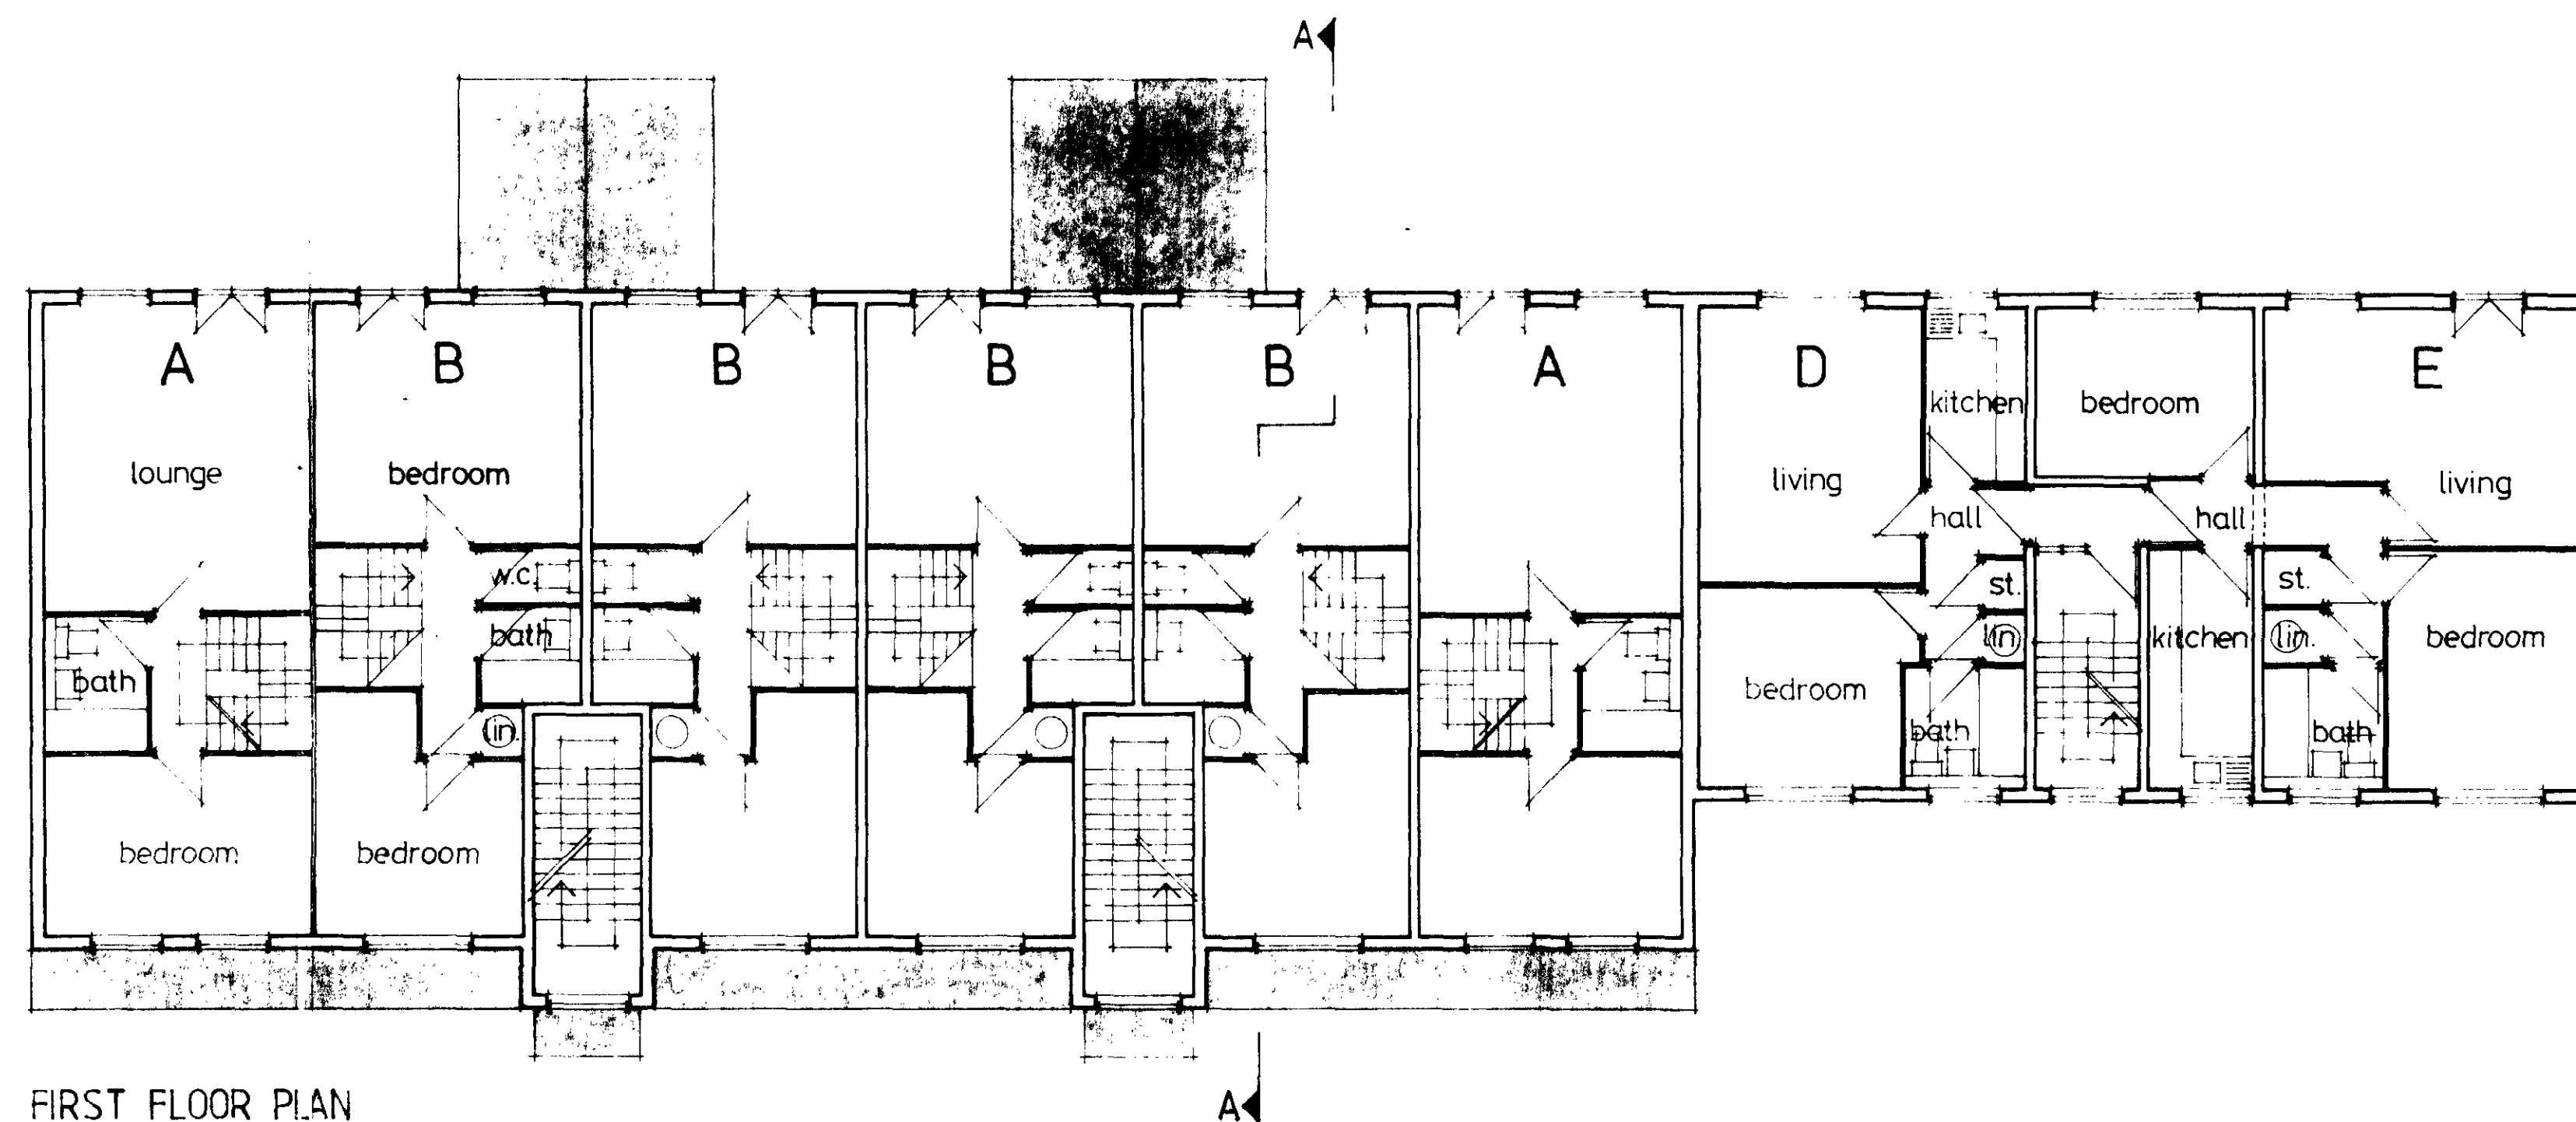 A
A B B B B A D E
kitchen bedroom
lounge bedroom living living
hall hall
w.c. st. st.
bath lin kitchen lin. bedroom
bath bedroom
lin. bath bath
bedroom bedroom
FIRST FLOOR PLAN A